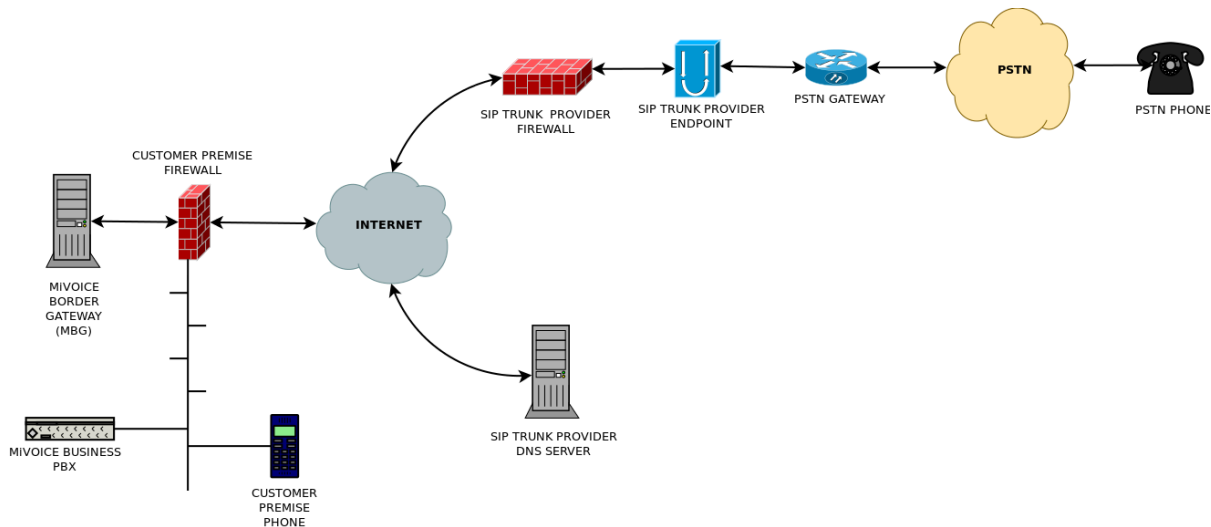 PSTN
PSTN PHONE
PSTN GATEWAY
SIP TRUNK PROVIDER
FIREWALL
SIP TRUNK PROVIDER
ENDPOINT
CUSTOMER PREMISE
FIREWALL
INTERNET
MIVOICE
BORDER
GATEWAY
(MBG)
SIP TRUNK PROVIDER
DNS SERVER
MIVOICE BUSINESS
PBX
CUSTOMER
PREMISE
PHONE